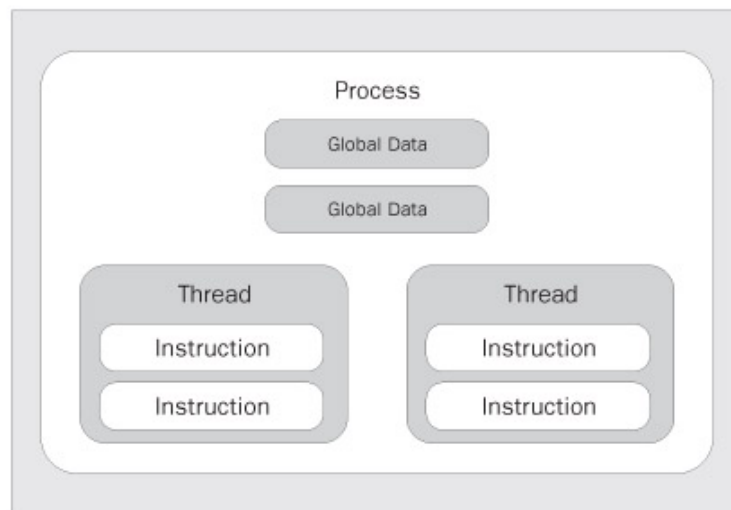 Process
Global Data
Global Data
Thread
Instruction
Instruction
Thread
Instruction
Instruction